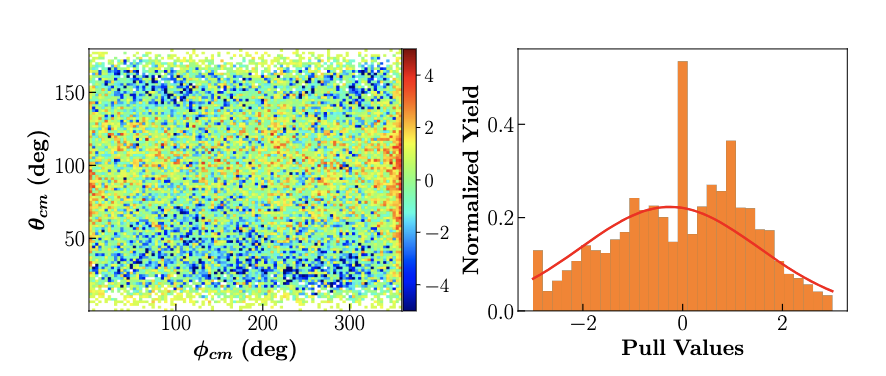 150
100
50
θcm (deg)
100 200 300
ϕcm (deg)
4
2
0
−2
−4
Normalized Yield
0.4
0.2
0.0
−2 0 2
Pull Values